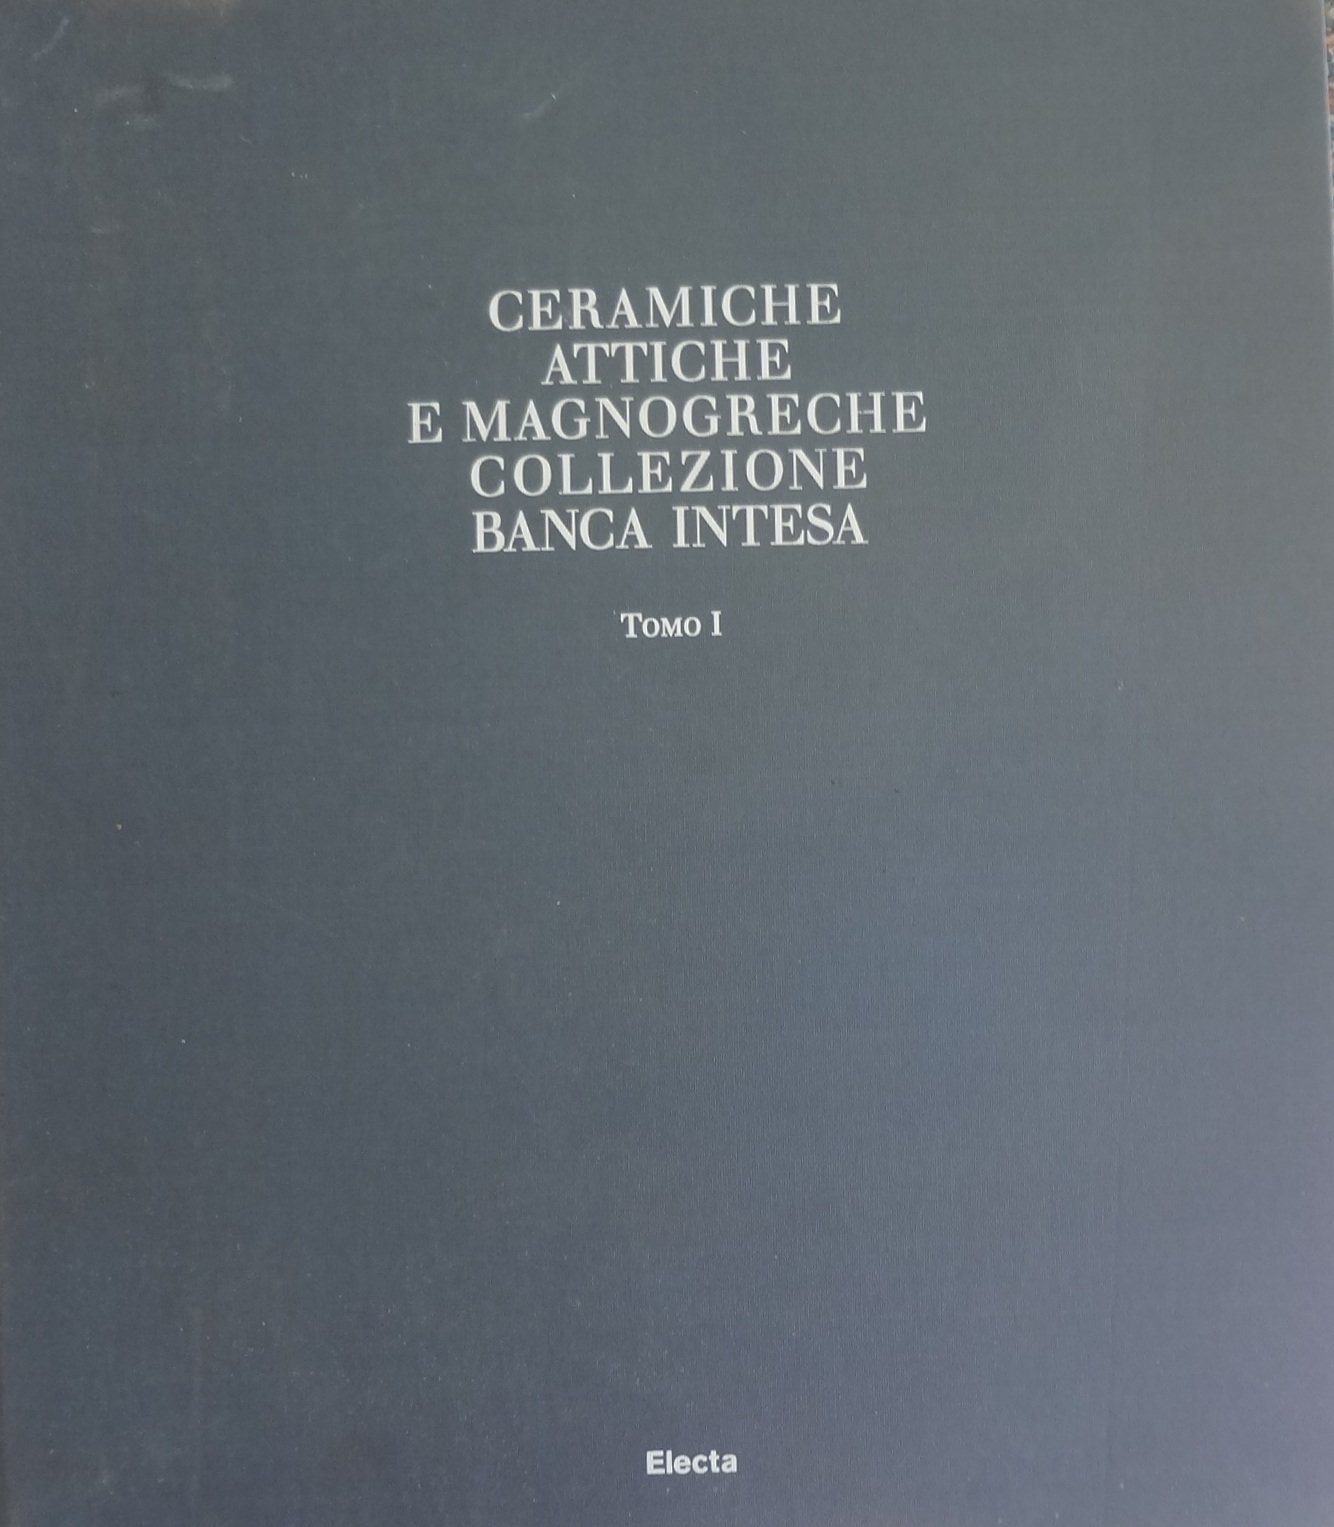 CERAMICHE
ATTICHE
E MAGNOGRECHE
COLLEZIONE
BANCA INTESA
TOMO I
Electa